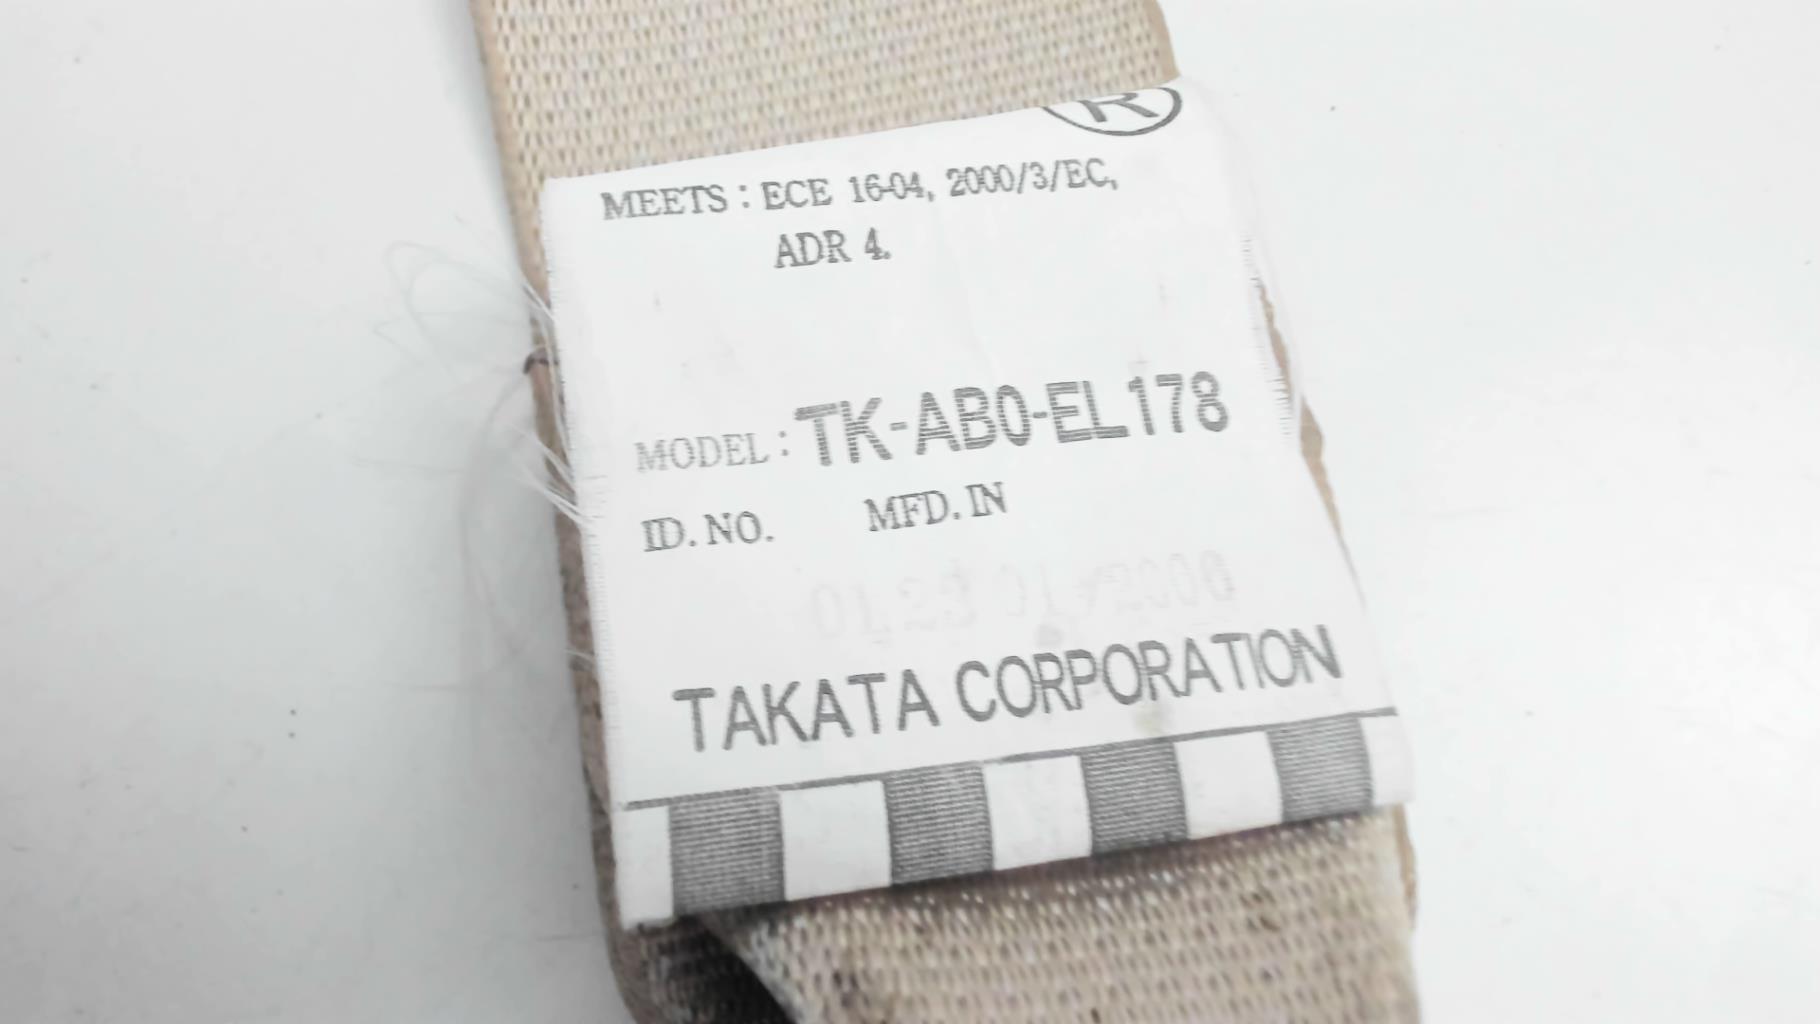 R
MEETS : ECE 16-04, 2000/3/EC,
ADR 4.
MODEL : TK-AB0-EL178
ID. NO. MFD. IN
TAKATA CORPORATION